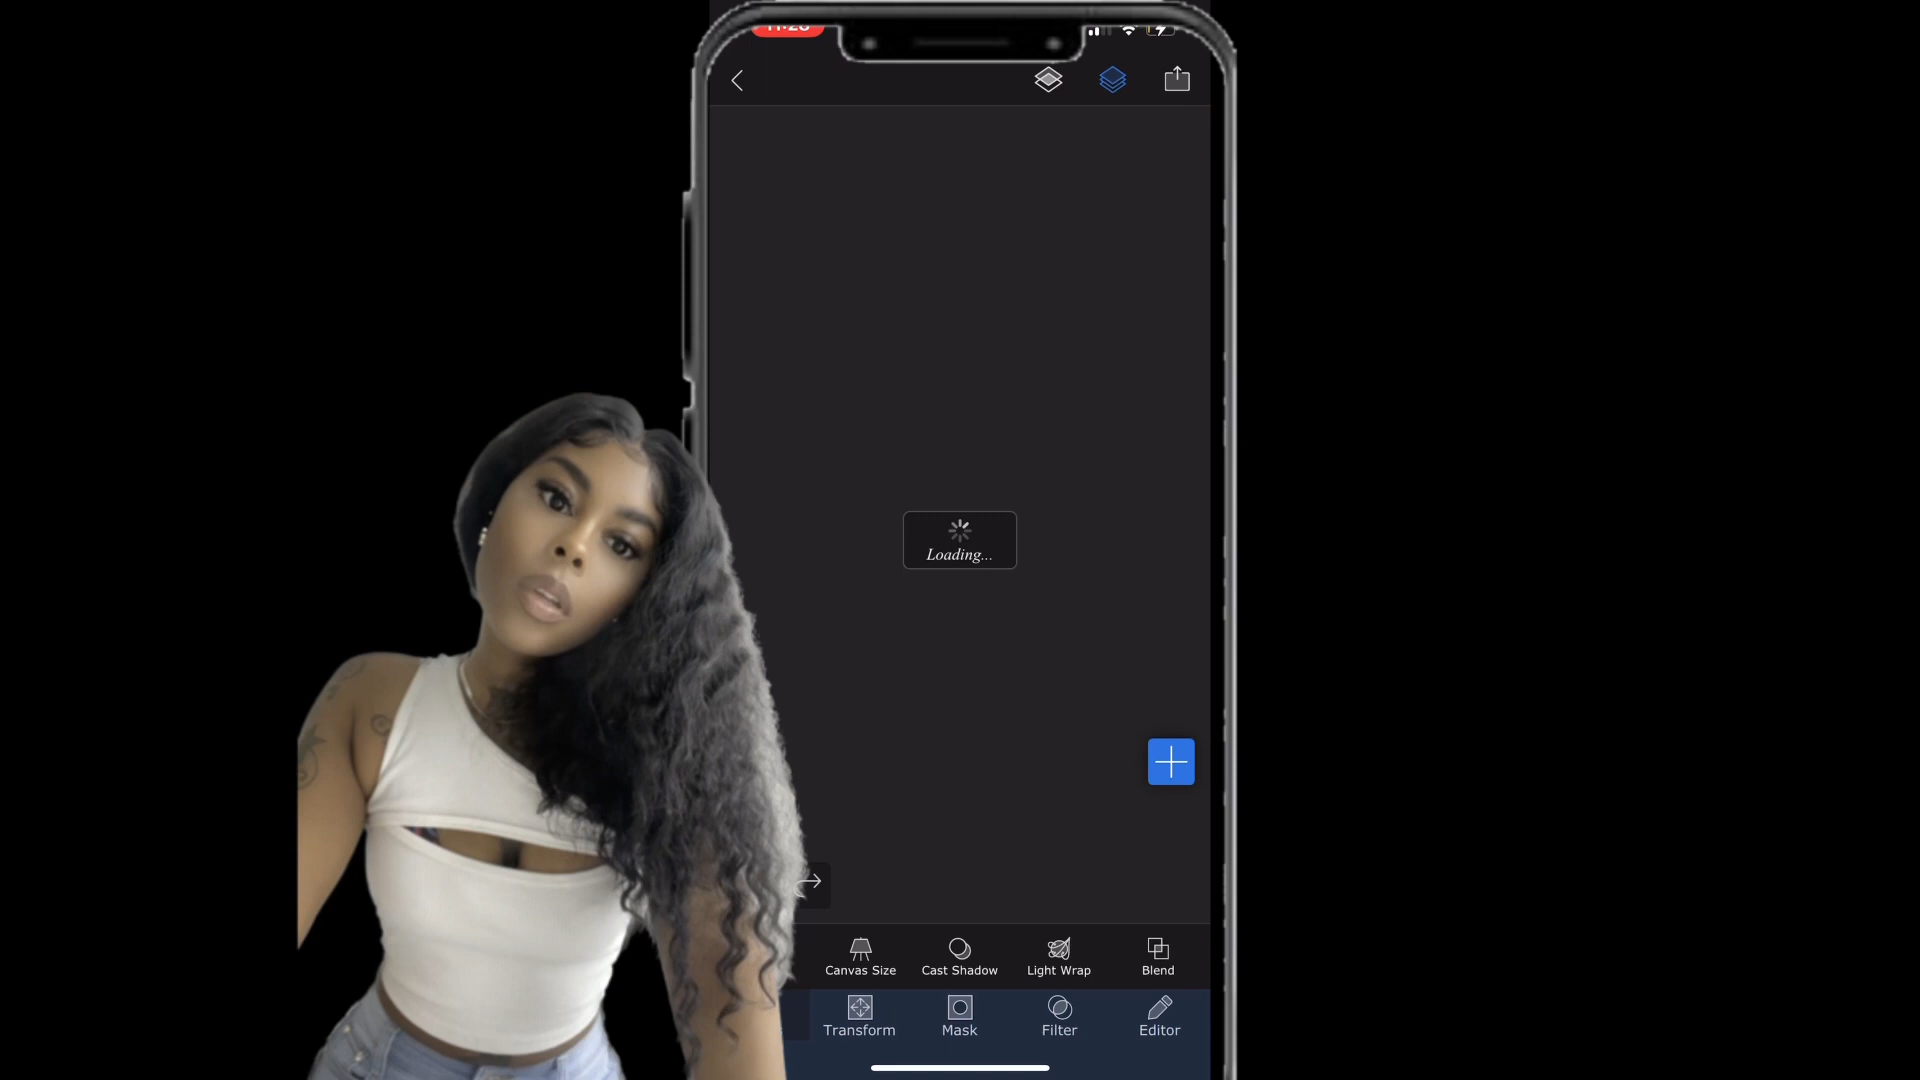 Loading...
Canvas Size
Cast Shadow
Light Wrap
Blend
Transform
Mask
Filter
Editor